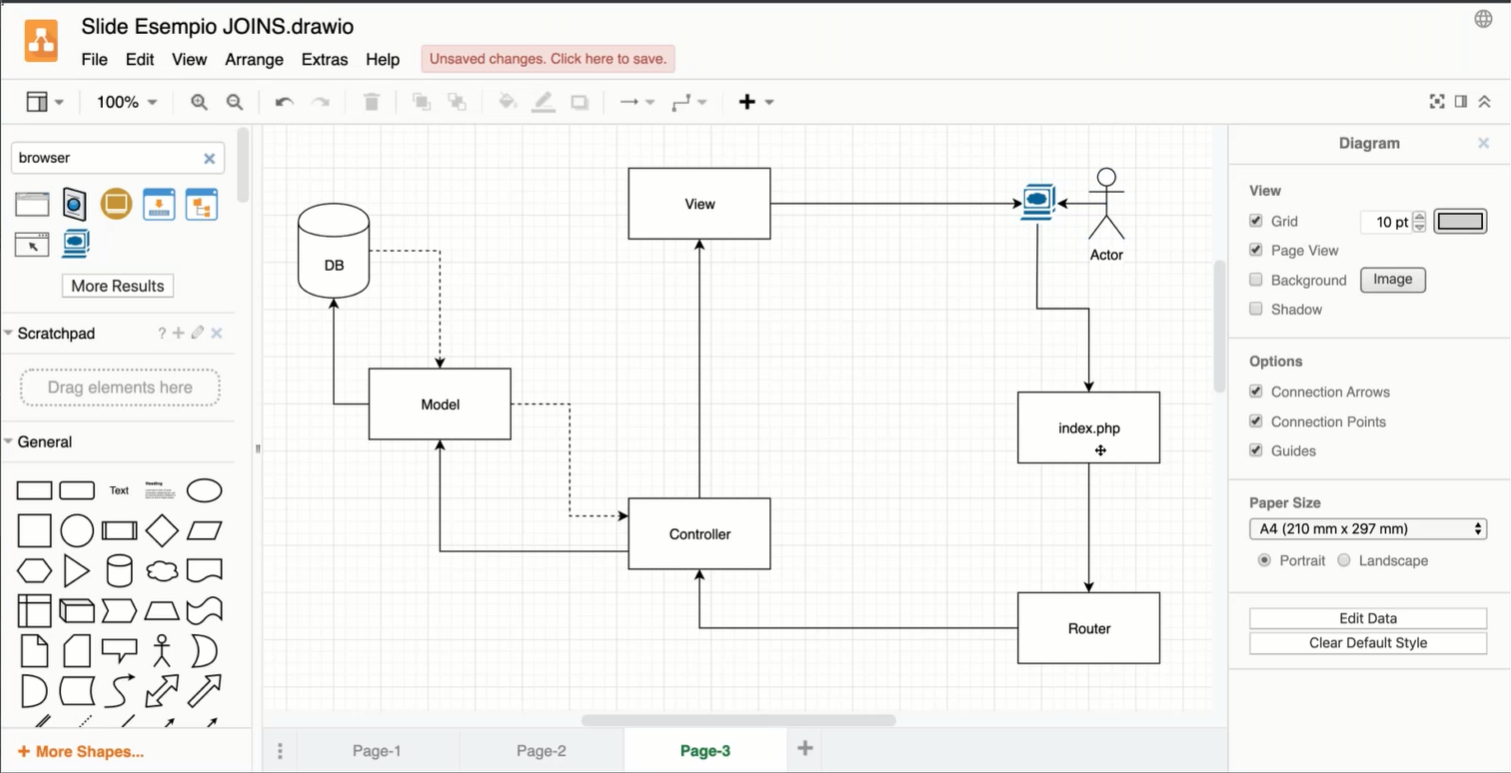 Slide Esempio JOINS.drawio
File Edit View Arrange Extras Help Unsaved changes. Click here to save.
100%
browser
More Results
Scratchpad ?
Drag elements here
General
Text
Heading
More Shapes...
View
DB
Actor
Model
index.php
Controller
Router
Page-1 Page-2 Page-3
Diagram
View
Grid 10 pt
Page View
Background Image
Shadow
Options
Connection Arrows
Connection Points
Guides
Paper Size
A4 (210 mm x 297 mm)
Portrait Landscape
Edit Data
Clear Default Style